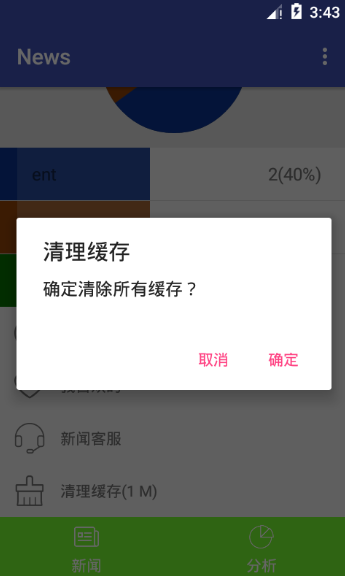 3:43
News
ent
2(40%)
清理缓存
确定清除所有缓存？
取消
确定
新闻客服
清理缓存(1 M)
新闻
分析